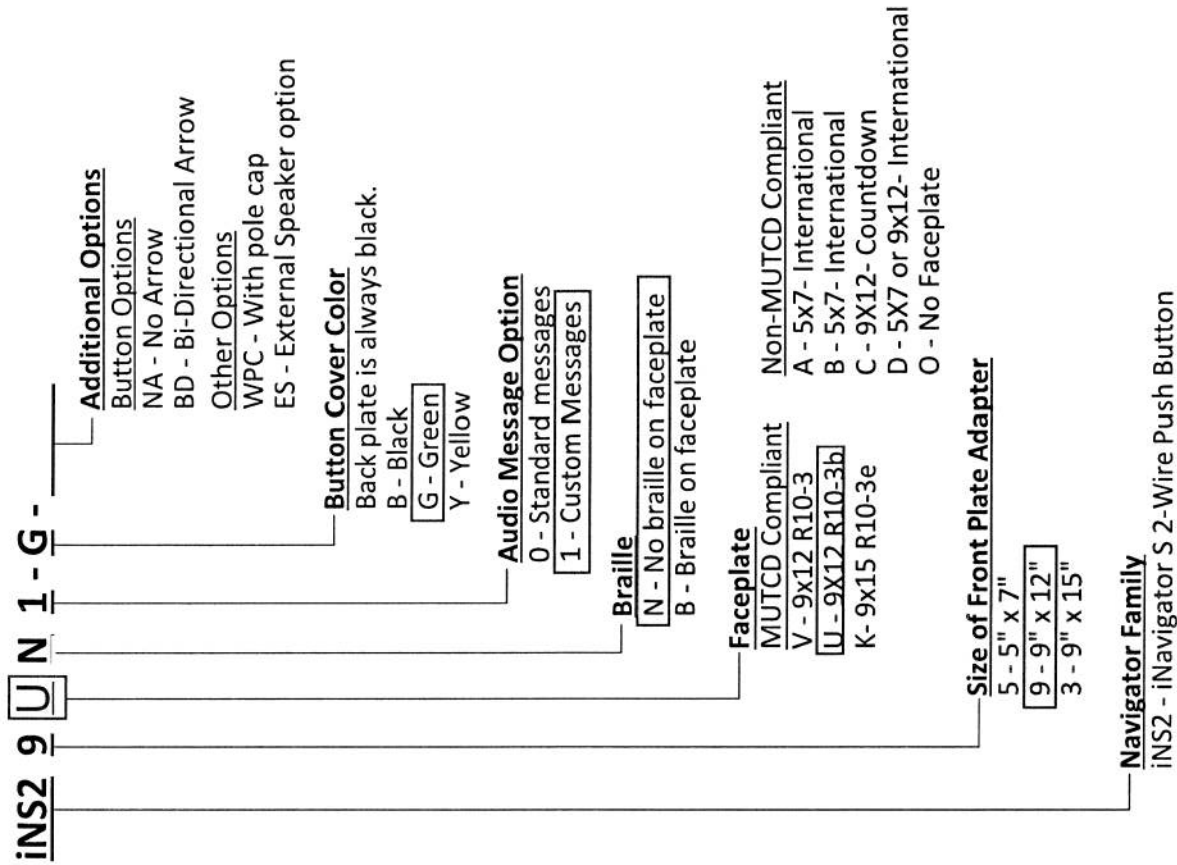 iNS2 9 U N 1 - G -
Additional Options
Button Options
NA - No Arrow
BD - Bi-Directional Arrow
Other Options
WPC - With pole cap
ES - External Speaker option
Button Cover Color
Back plate is always black.
B - Black
G - Green
Y - Yellow
Audio Message Option
0 - Standard messages
1 - Custom Messages
Braille
N - No braille on faceplate
B - Braille on faceplate
Faceplate
MUTCD Compliant
V - 9x12 R10-3
U - 9X12 R10-3b
K- 9x15 R10-3e
Non-MUTCD Compliant
A - 5x7- International
B - 5x7- International
C - 9X12- Countdown
D - 5X7 or 9x12- International
O - No Faceplate
Size of Front Plate Adapter
5 - 5" x 7"
9 - 9" x 12"
3 - 9" x 15"
Navigator Family
iNS2 - iNavigator S 2-Wire Push Button